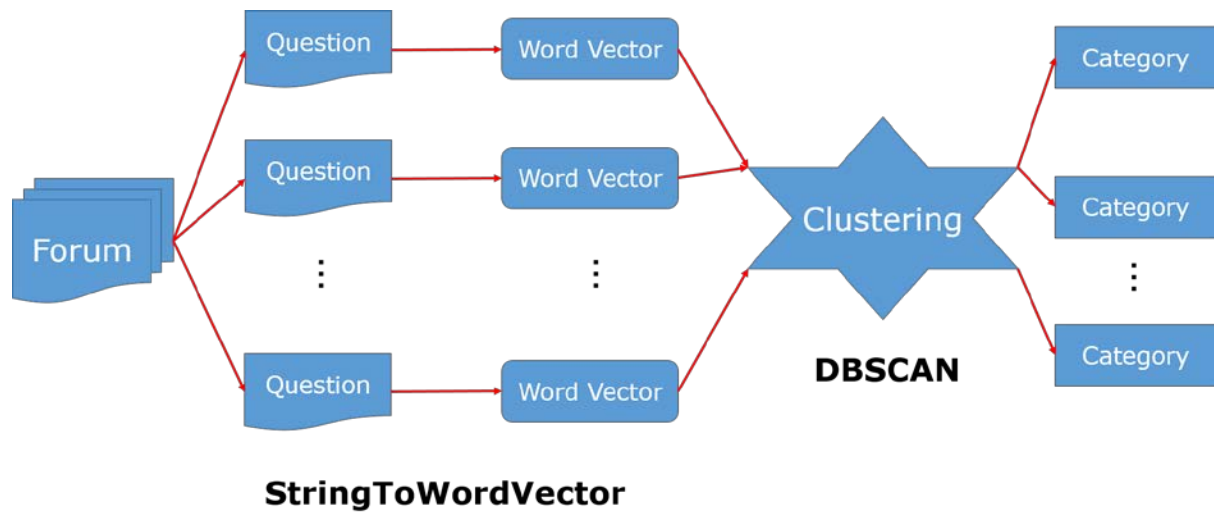 Question
Word Vector
Category
Question
Word Vector
Category
Forum
Clustering
⋮
⋮
⋮
Question
Word Vector
Category
DBSCAN
StringToWordVector